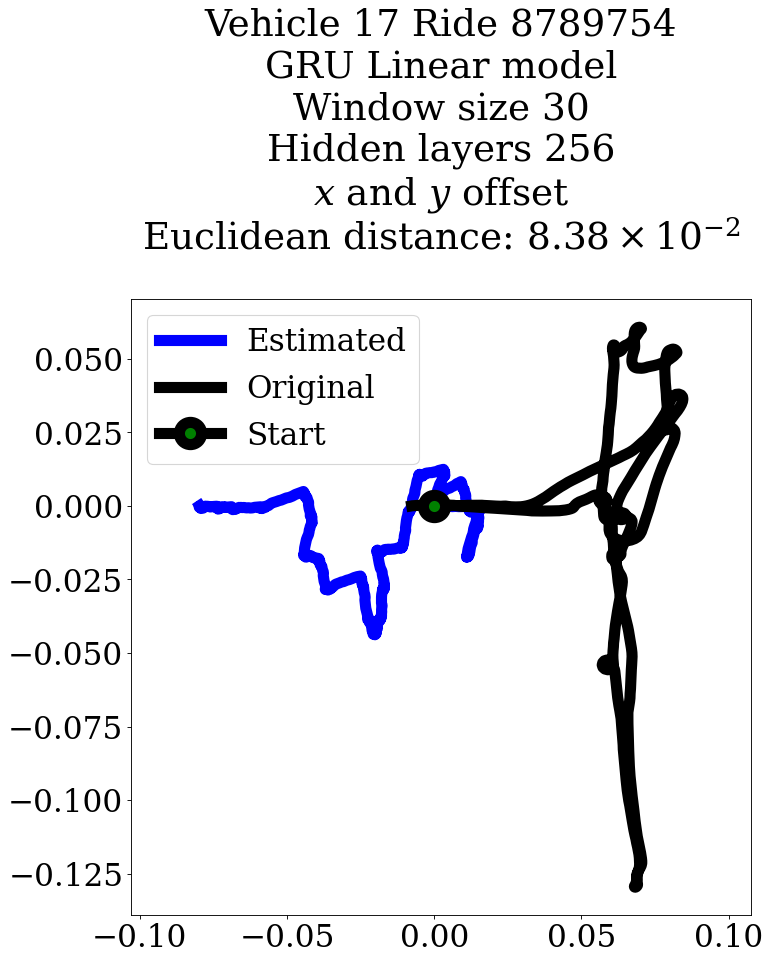 Vehicle 17 Ride 8789754
GRU Linear model
Window size 30
Hidden layers 256
x and y offset
Euclidean distance: 8.38 × 10⁻²
Estimated
Original
Start
0.050
0.025
0.000
−0.025
−0.050
−0.075
−0.100
−0.125
−0.10
−0.05
0.00
0.05
0.10